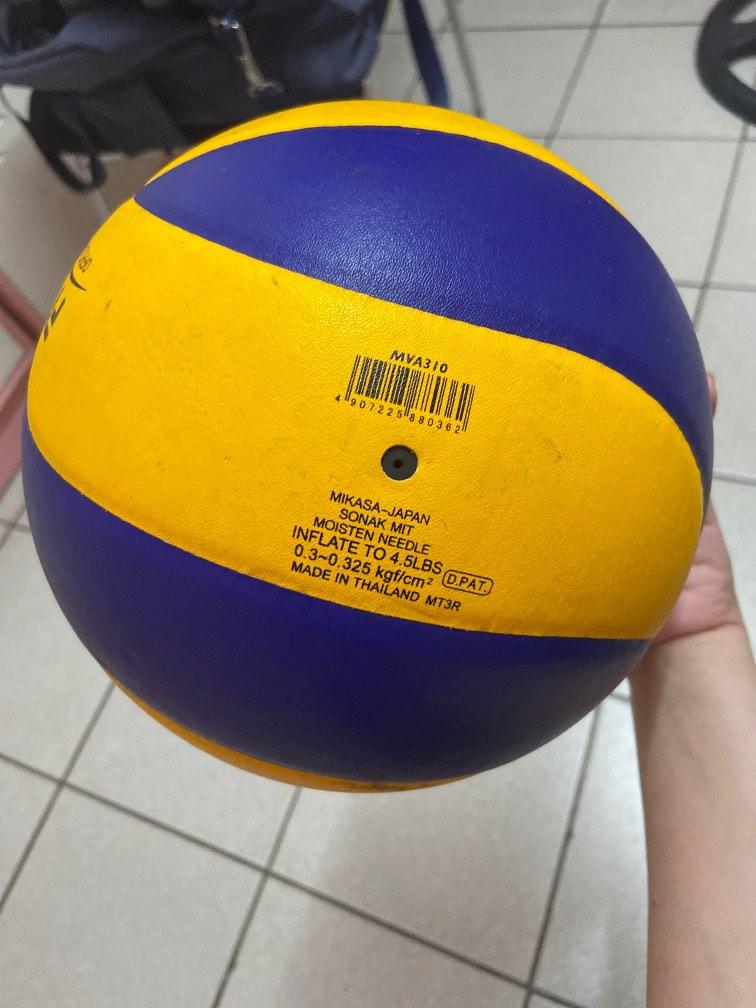 MVA310
4 907225 880362
MIKASA-JAPAN
SONAK MIT
MOISTEN NEEDLE
INFLATE TO 4.5LBS
0.3~0.325 kgf/cm² D.PAT.
MADE IN THAILAND MT3R